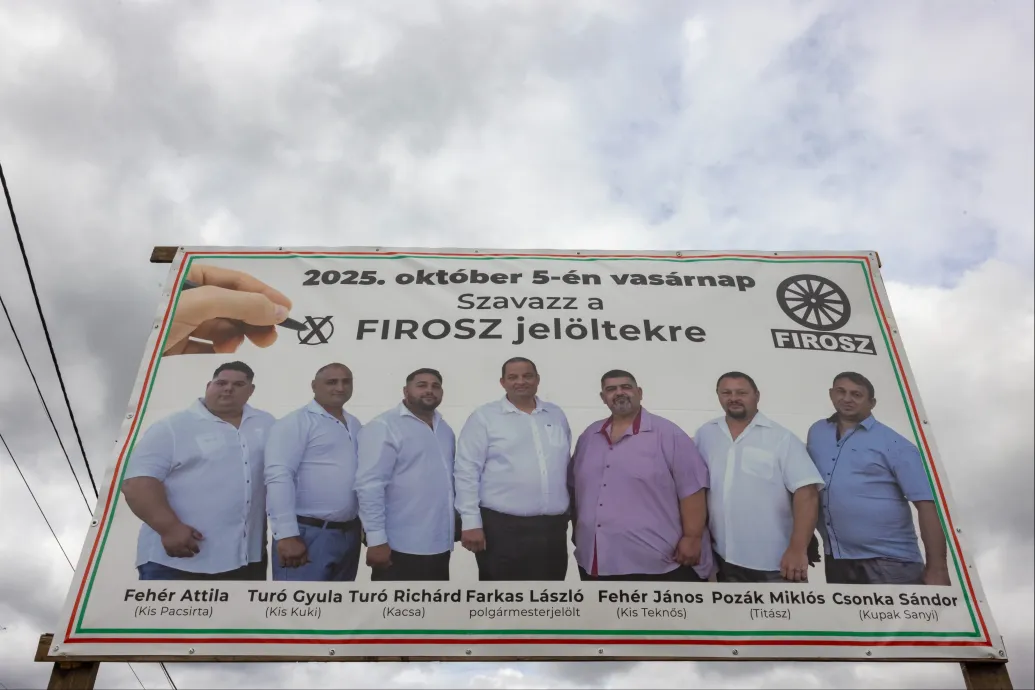 2025. október 5-én vasárnap
Szavazz a
FIROSZ jelöltekre
FIROSZ
Fehér Attila Turó Gyula Turó Richárd Farkas László Fehér János Pozák Miklós Csonka Sándor
(Kis Pacsirta) (Kis Kuki) (Kacsa) polgármesterjelölt (Kis Teknős) (Titász) (Kupak Sanyi)